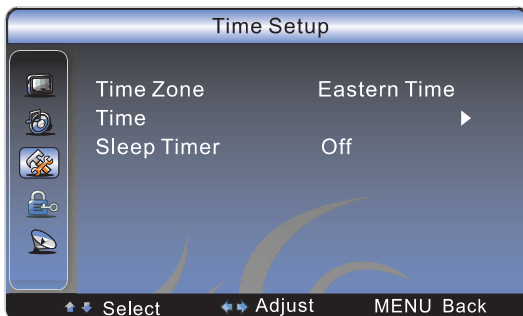 Time Setup
Time Zone Eastern Time
Time
Sleep Timer Off
Select Adjust MENU Back